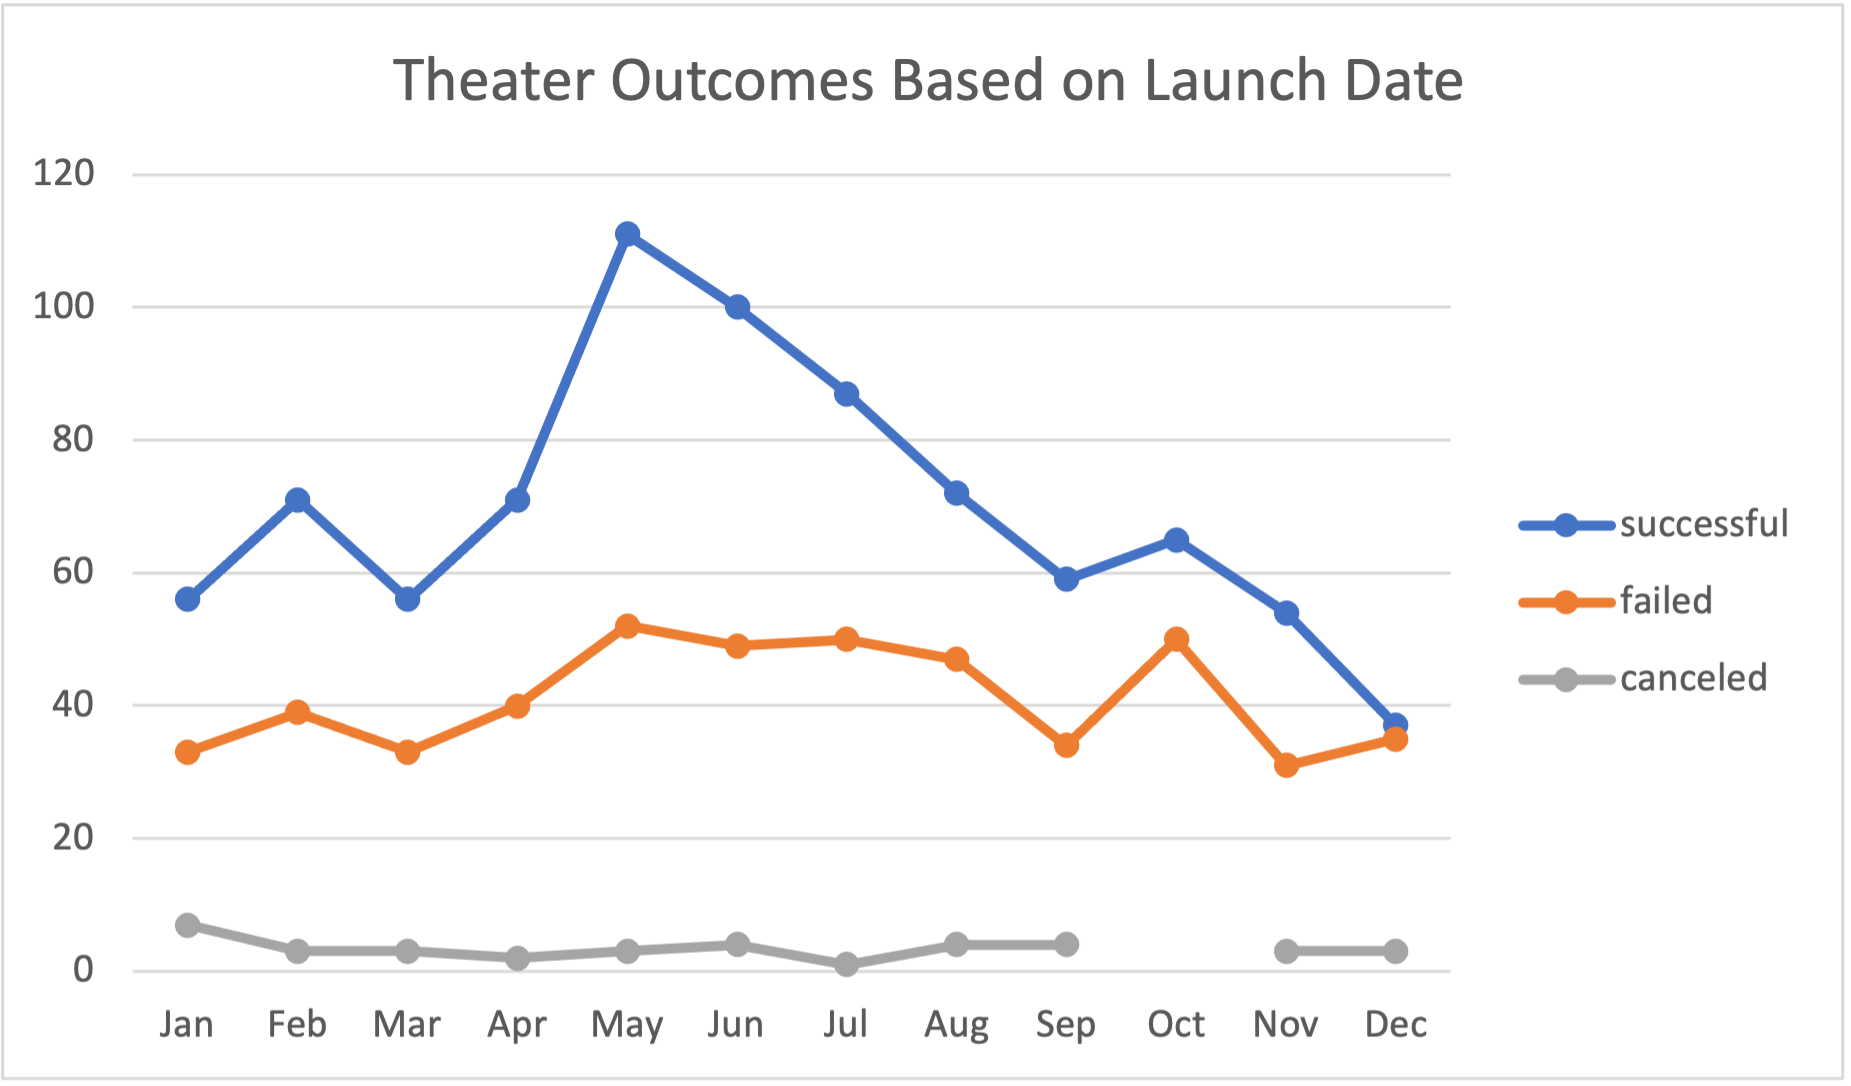 Theater Outcomes Based on Launch Date
120
100
80
60
40
20
0
Jan Feb Mar Apr May Jun Jul Aug Sep Oct Nov Dec
successful
failed
canceled